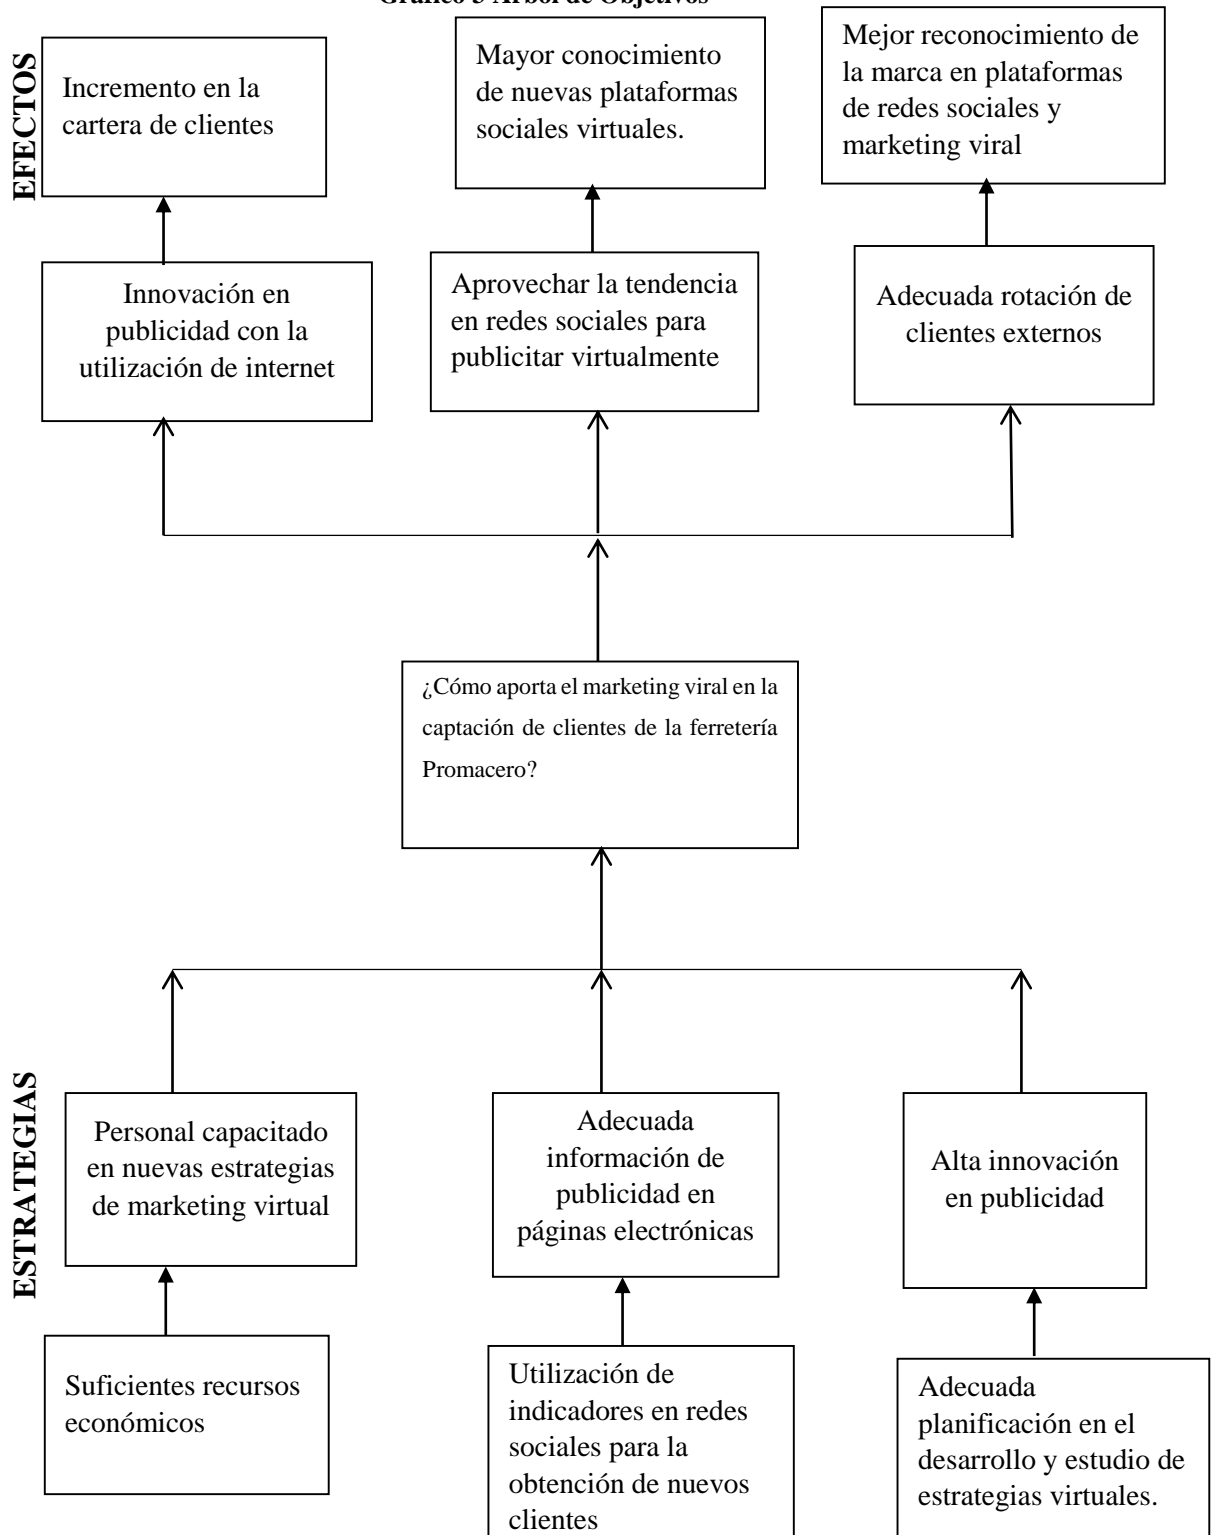 Gráfico 3 Árbol de Objetivos
EFECTOS
Incremento en la
cartera de clientes
Mayor conocimiento
de nuevas plataformas
sociales virtuales.
Mejor reconocimiento de
la marca en plataformas
de redes sociales y
marketing viral
Innovación en
publicidad con la
utilización de internet
Aprovechar la tendencia
en redes sociales para
publicitar virtualmente
Adecuada rotación de
clientes externos
¿Cómo aporta el marketing viral en la
captación de clientes de la ferretería
Promacero?
ESTRATEGIAS
Personal capacitado
en nuevas estrategias
de marketing virtual
Adecuada
información de
publicidad en
páginas electrónicas
Alta innovación
en publicidad
Suficientes recursos
económicos
Utilización de
indicadores en redes
sociales para la
obtención de nuevos
clientes
Adecuada
planificación en el
desarrollo y estudio de
estrategias virtuales.